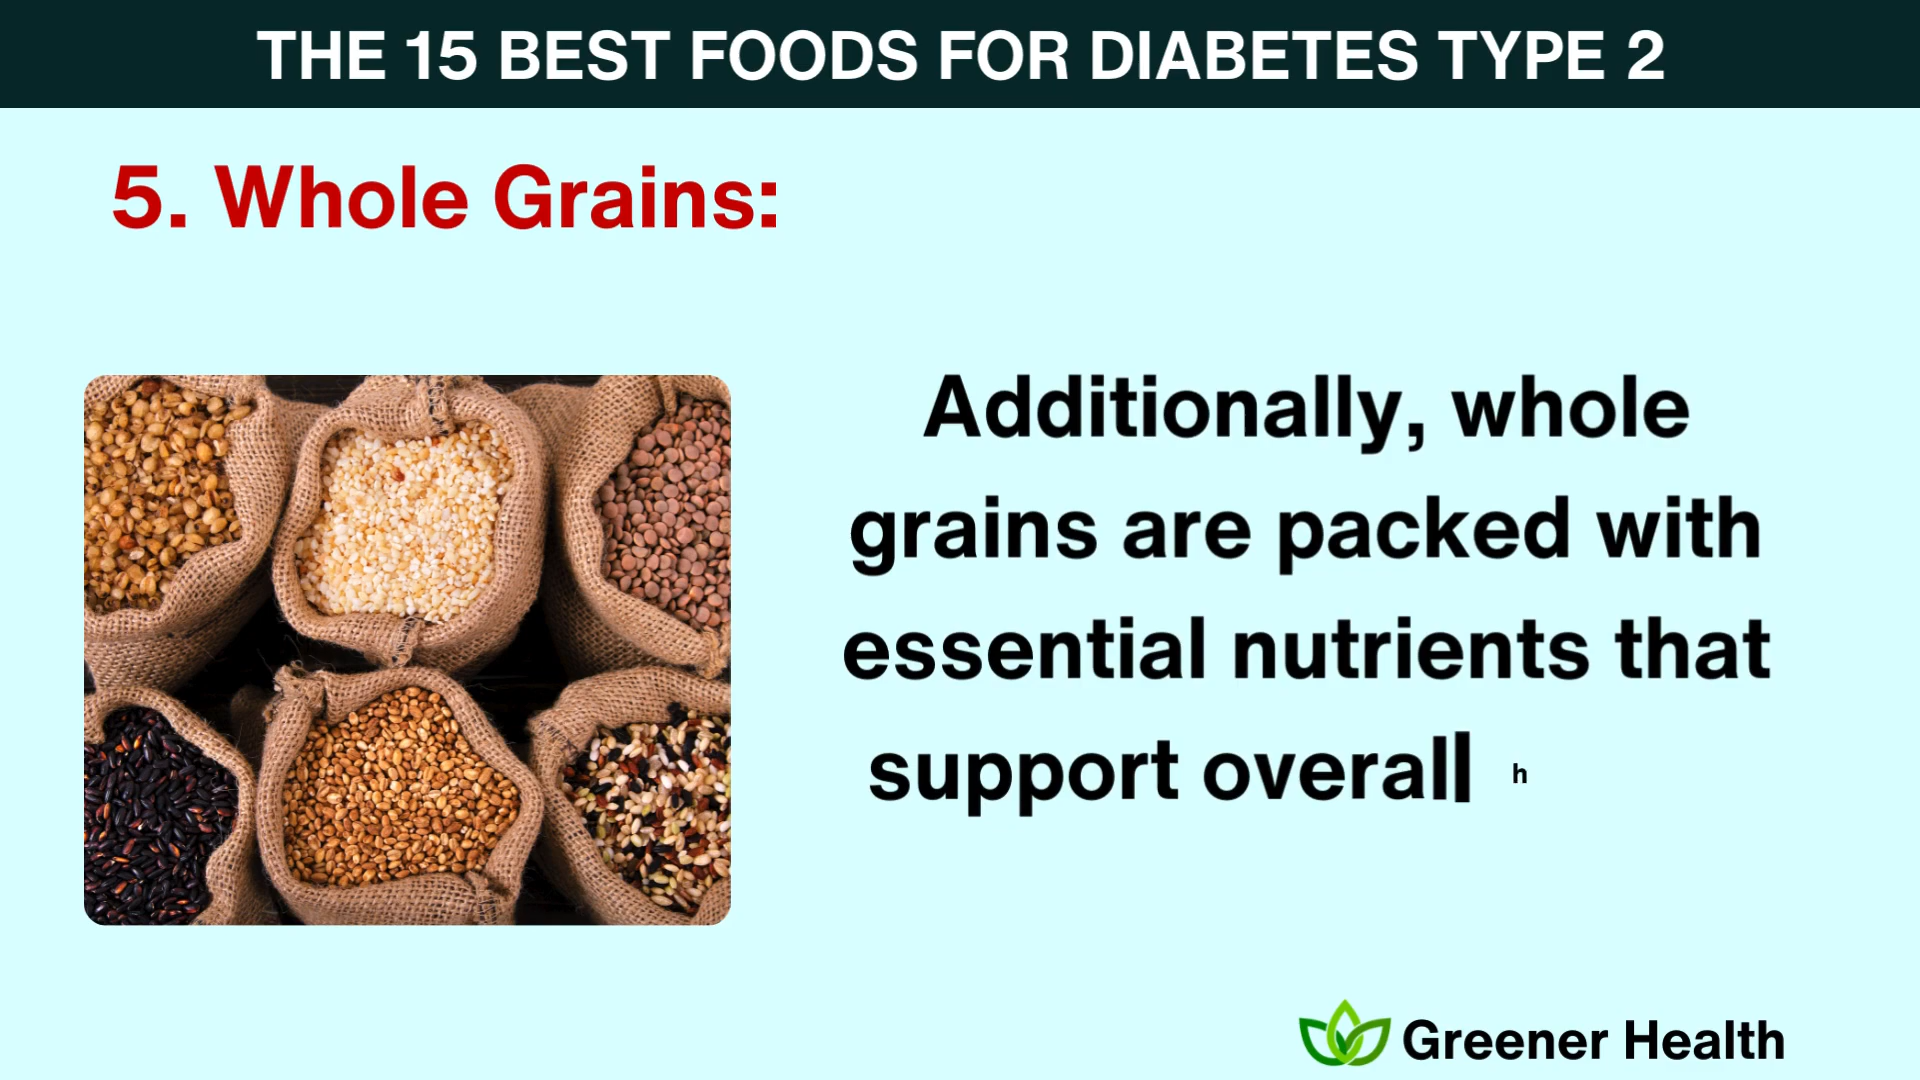 THE 15 BEST FOODS FOR DIABETES TYPE 2
5. Whole Grains:
Additionally, whole
grains are packed with
essential nutrients that
support overall h
Greener Health